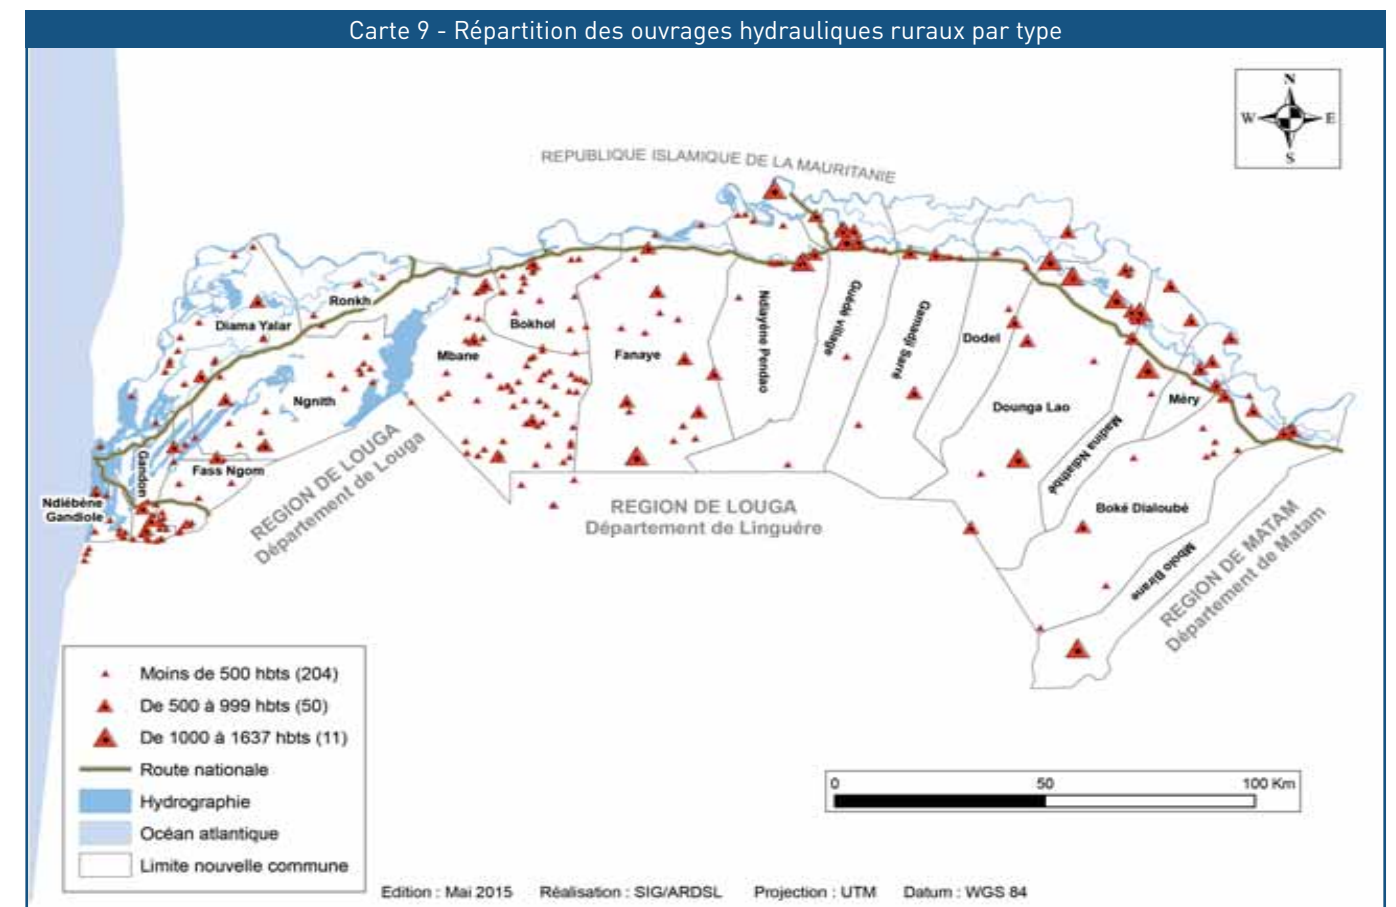 Carte 9 - Répartition des ouvrages hydrauliques ruraux par type
N
W E
S
REPUBLIQUE ISLAMIQUE DE LA MAURITANIE
Ronkh
Diama Yalar
Bokhol
Mbane
Fanaye
Ndiayène Pendao
Guédé village
Gamadji Sarré
Dodel
Ngnith
Dounga Lao
Méry
Madina Ndiathbé
Gandon
Fass Ngom
Ndiébène
Gandiole
REGION DE LOUGA
Département de Louga
REGION DE LOUGA
Département de Linguére
Boké Dialoubé
Mbolo Birane
REGION DE MATAM
Département de Matam
Moins de 500 hbts (204)
De 500 à 999 hbts (50)
De 1000 à 1637 hbts (11)
Route nationale
Hydrographie
Océan atlantique
Limite nouvelle commune
0 50 100 Km
Edition : Mai 2015 Réalisation : SIG/ARDSL Projection : UTM Datum : WGS 84